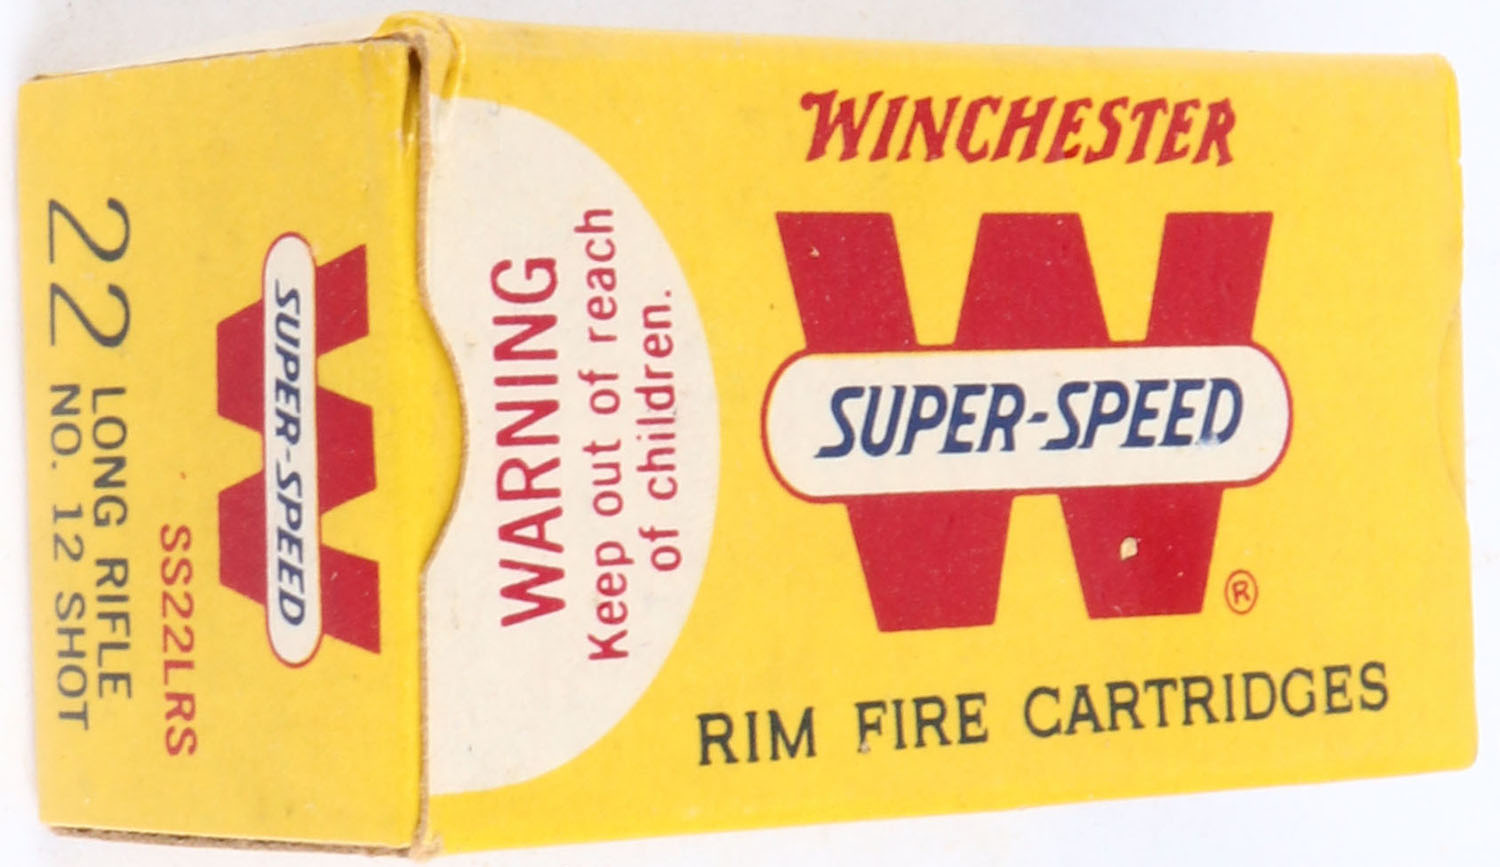 WINCHESTER
W
SUPER-SPEED
®
RIM FIRE CARTRIDGES
WARNING
Keep out of reach
of children.
W
SUPER-SPEED
SS22LRS
22 LONG RIFLE
NO. 12 SHOT